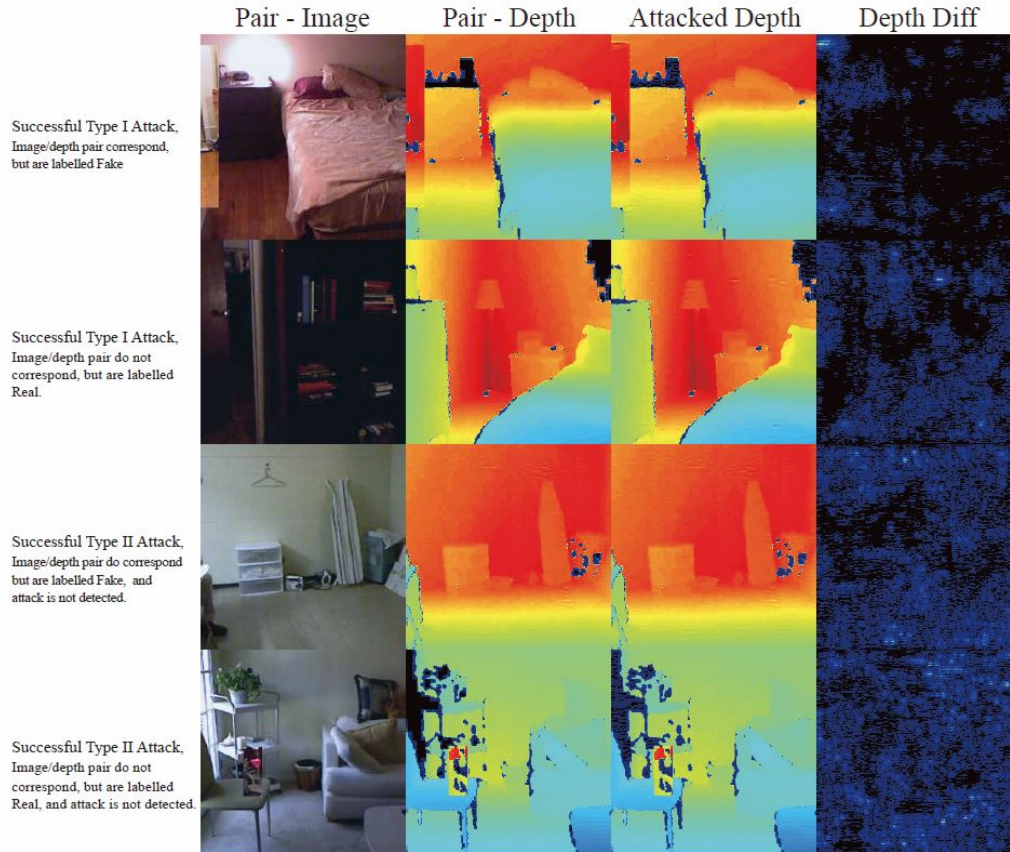 Pair - Image Pair - Depth Attacked Depth Depth Diff
Successful Type I Attack,
Image/depth pair correspond,
but are labelled Fake
Successful Type I Attack,
Image/depth pair do not
correspond, but are labelled
Real.
Successful Type II Attack,
Image/depth pair do correspond
but are labelled Fake, and
attack is not detected.
Successful Type II Attack,
Image/depth pair do not
correspond, but are labelled
Real, and attack is not detected.